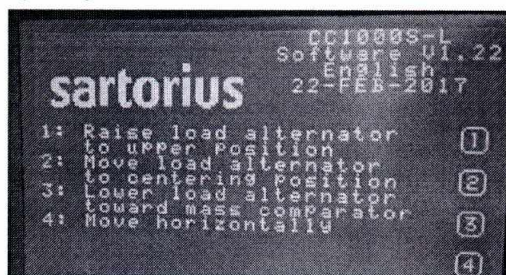 CC1000S-L
Software V1.22
English
22-FEB-2017
sartorius
1: Raise load alternator
to upper position
2: Move load alternator
to centering position
3: Lower load alternator
toward mass comparator
4: Move horizontally
1
2
3
4